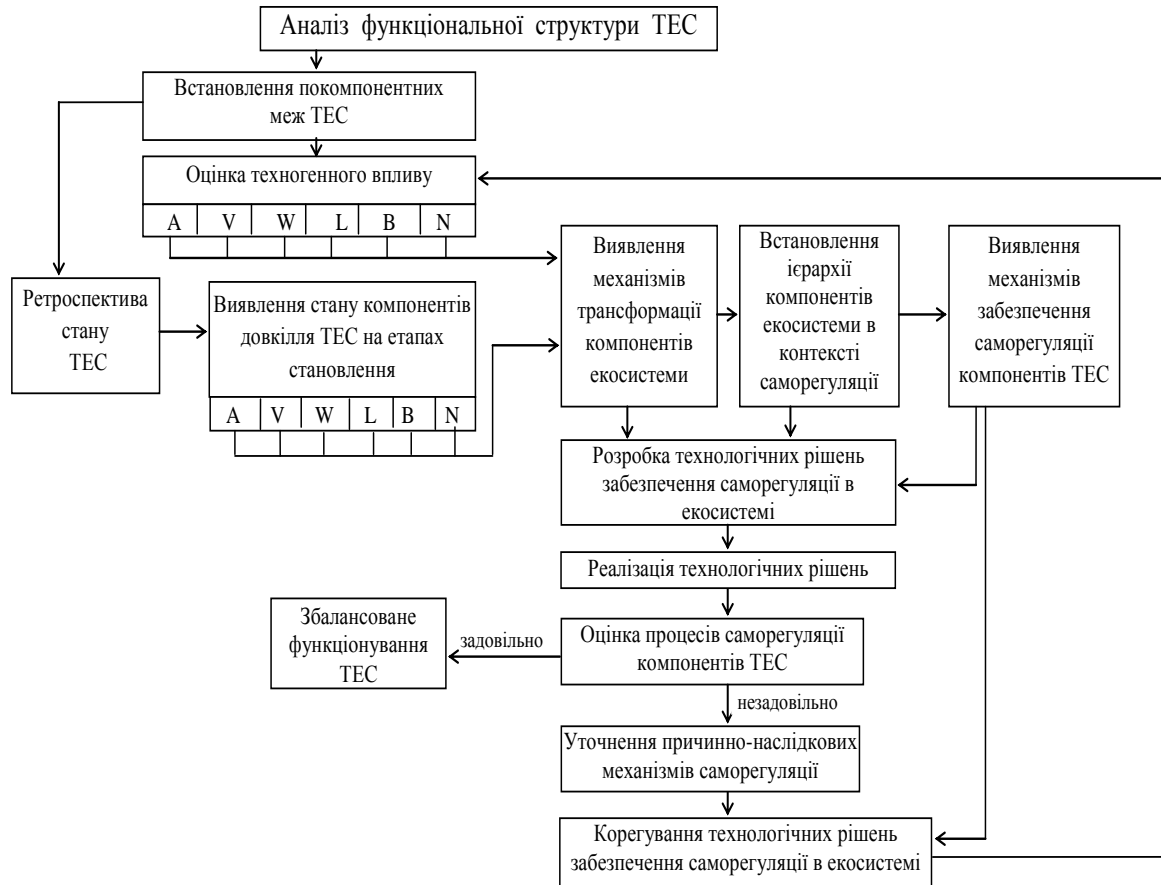 Аналіз функціональної структури ТЕС
Встановлення покомпонентних
меж ТЕС
Оцінка техногенного впливу
A V W L B N
Ретроспектива
стану
ТЕС
Виявлення стану компонентів
довкілля ТЕС на етапах
становлення
A V W L B N
Виявлення
механізмів
трансформації
компонентів
екосистеми
Встановлення
ієрархії
компонентів
екосистеми в
контексті
саморегуляції
Виявлення
механізмів
забезпечення
саморегуляції
компонентів ТЕС
Розробка технологічних рішень
забезпечення саморегуляції в
екосистемі
Реалізація технологічних рішень
Оцінка процесів саморегуляції
компонентів ТЕС
задовільно
Збалансоване
функціонування
ТЕС
незадовільно
Уточнення причинно-наслідкових
механізмів саморегуляції
Корегування технологічних рішень
забезпечення саморегуляції в екосистемі